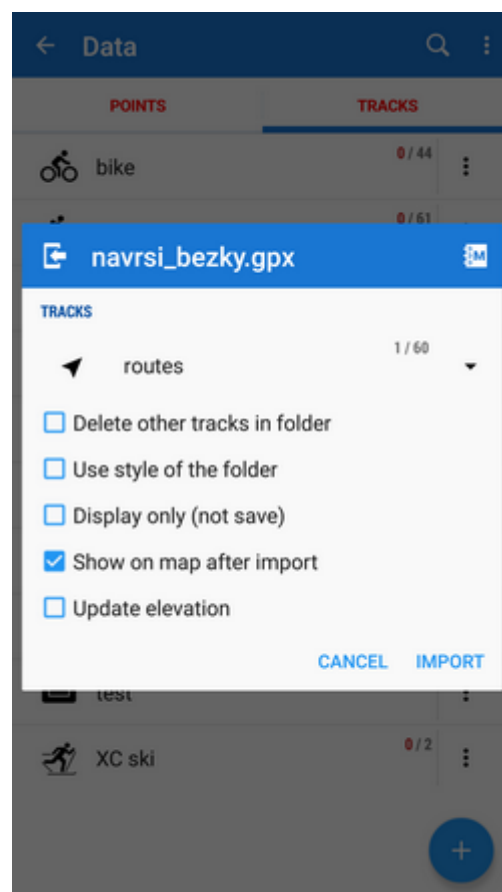 Data
POINTS TRACKS
bike 0 / 44
0 / 61
navrsi_bezky.gpx M
TRACKS
routes 1 / 60
Delete other tracks in folder
Use style of the folder
Display only (not save)
Show on map after import
Update elevation
CANCEL IMPORT
test
XC ski 0 / 2